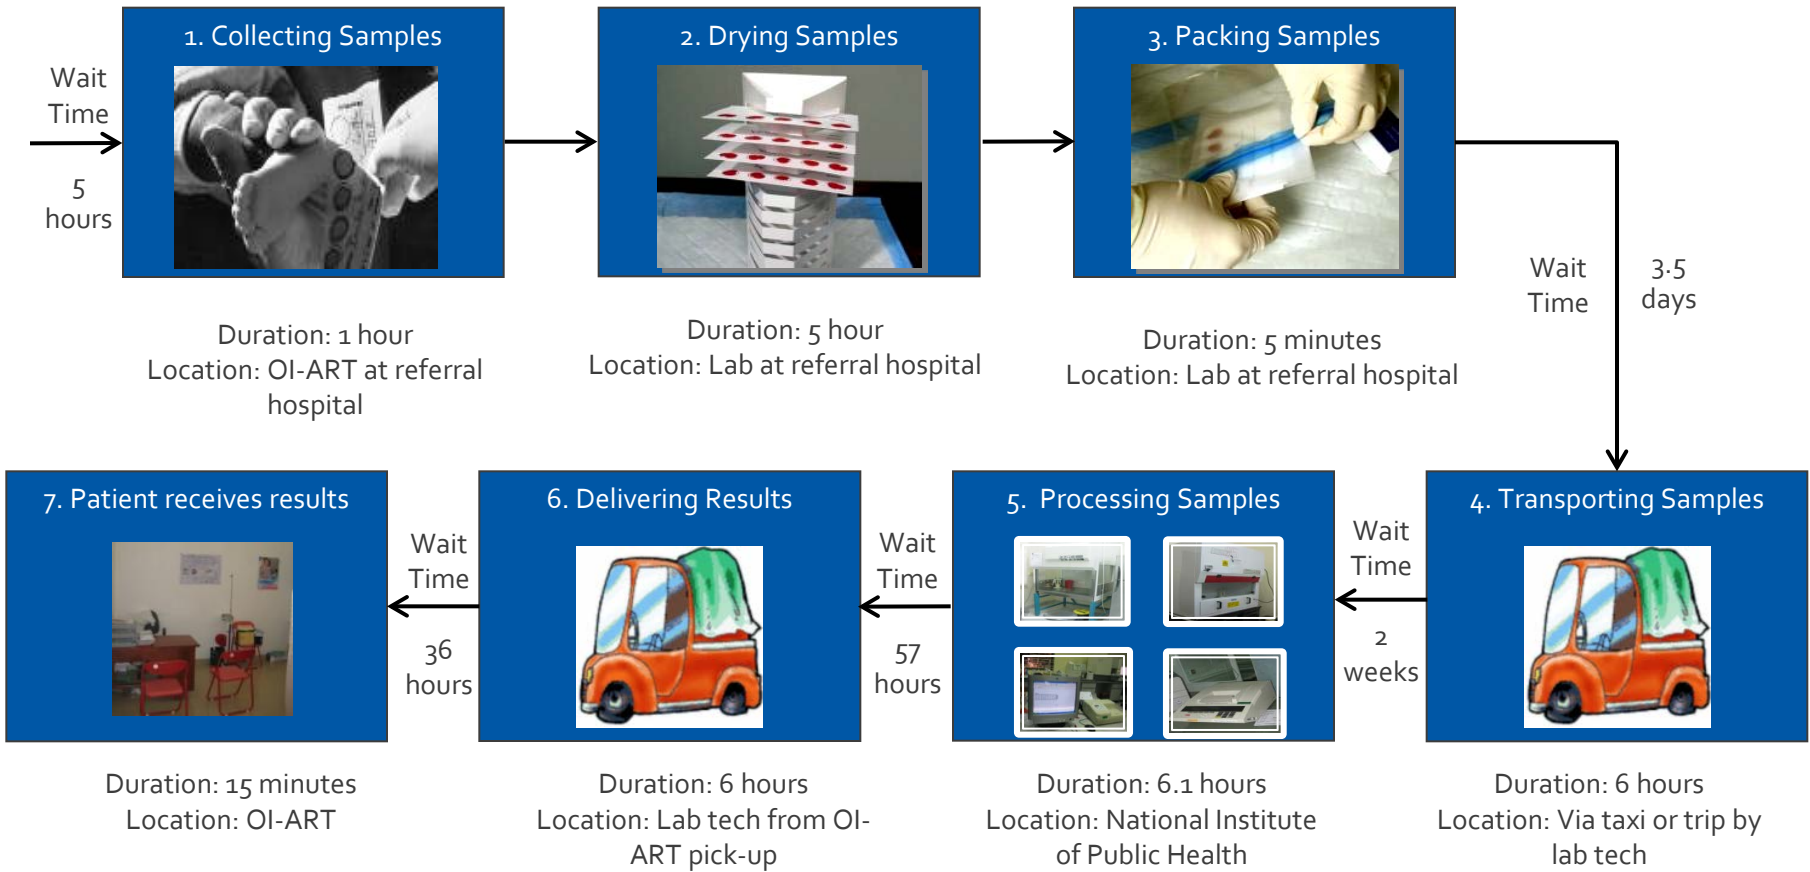 1. Collecting Samples
2. Drying Samples
3. Packing Samples
Wait
Time
5
hours
Duration: 1 hour
Location: OI-ART at referral
hospital
Duration: 5 hour
Location: Lab at referral hospital
Duration: 5 minutes
Location: Lab at referral hospital
Wait
Time
3.5
days
7. Patient receives results
6. Delivering Results
5. Processing Samples
4. Transporting Samples
Wait
Time
36
hours
Wait
Time
57
hours
Wait
Time
2
weeks
Duration: 15 minutes
Location: OI-ART
Duration: 6 hours
Location: Lab tech from OI-
ART pick-up
Duration: 6.1 hours
Location: National Institute
of Public Health
Duration: 6 hours
Location: Via taxi or trip by
lab tech